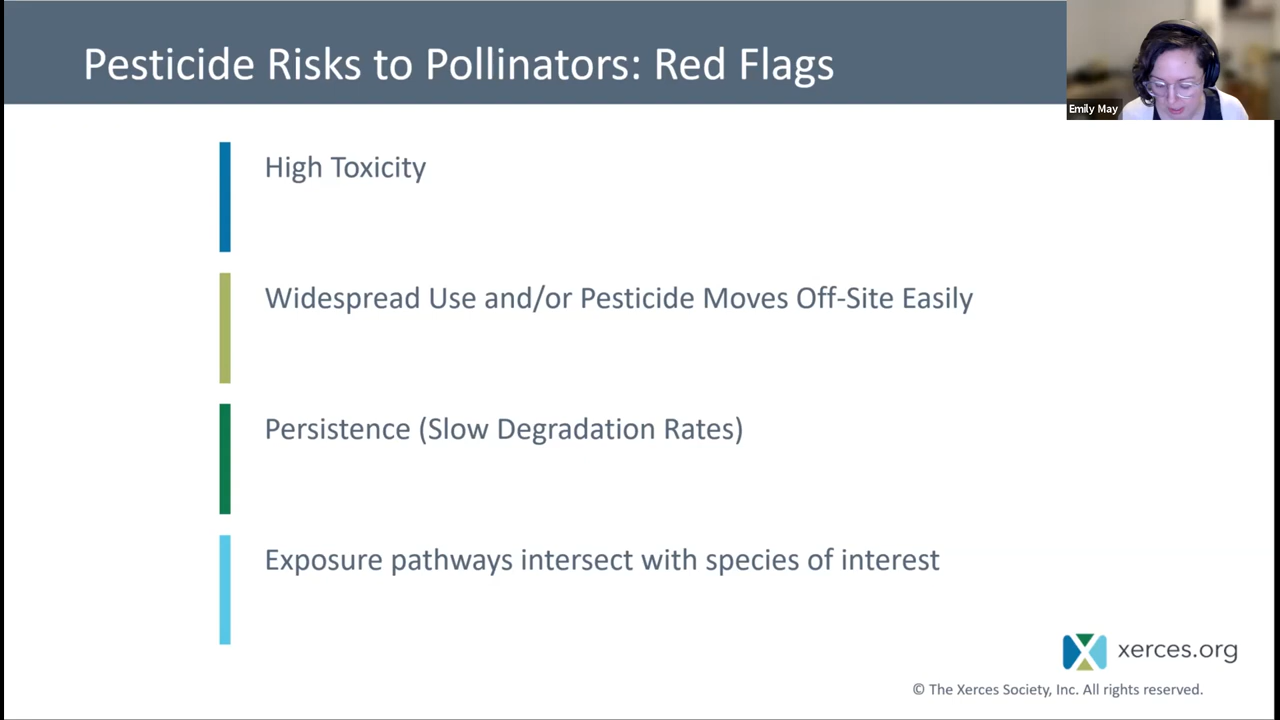 Pesticide Risks to Pollinators: Red Flags
Emily May
High Toxicity
Widespread Use and/or Pesticide Moves Off-Site Easily
Persistence (Slow Degradation Rates)
Exposure pathways intersect with species of interest
xerces.org
© The Xerces Society, Inc. All rights reserved.